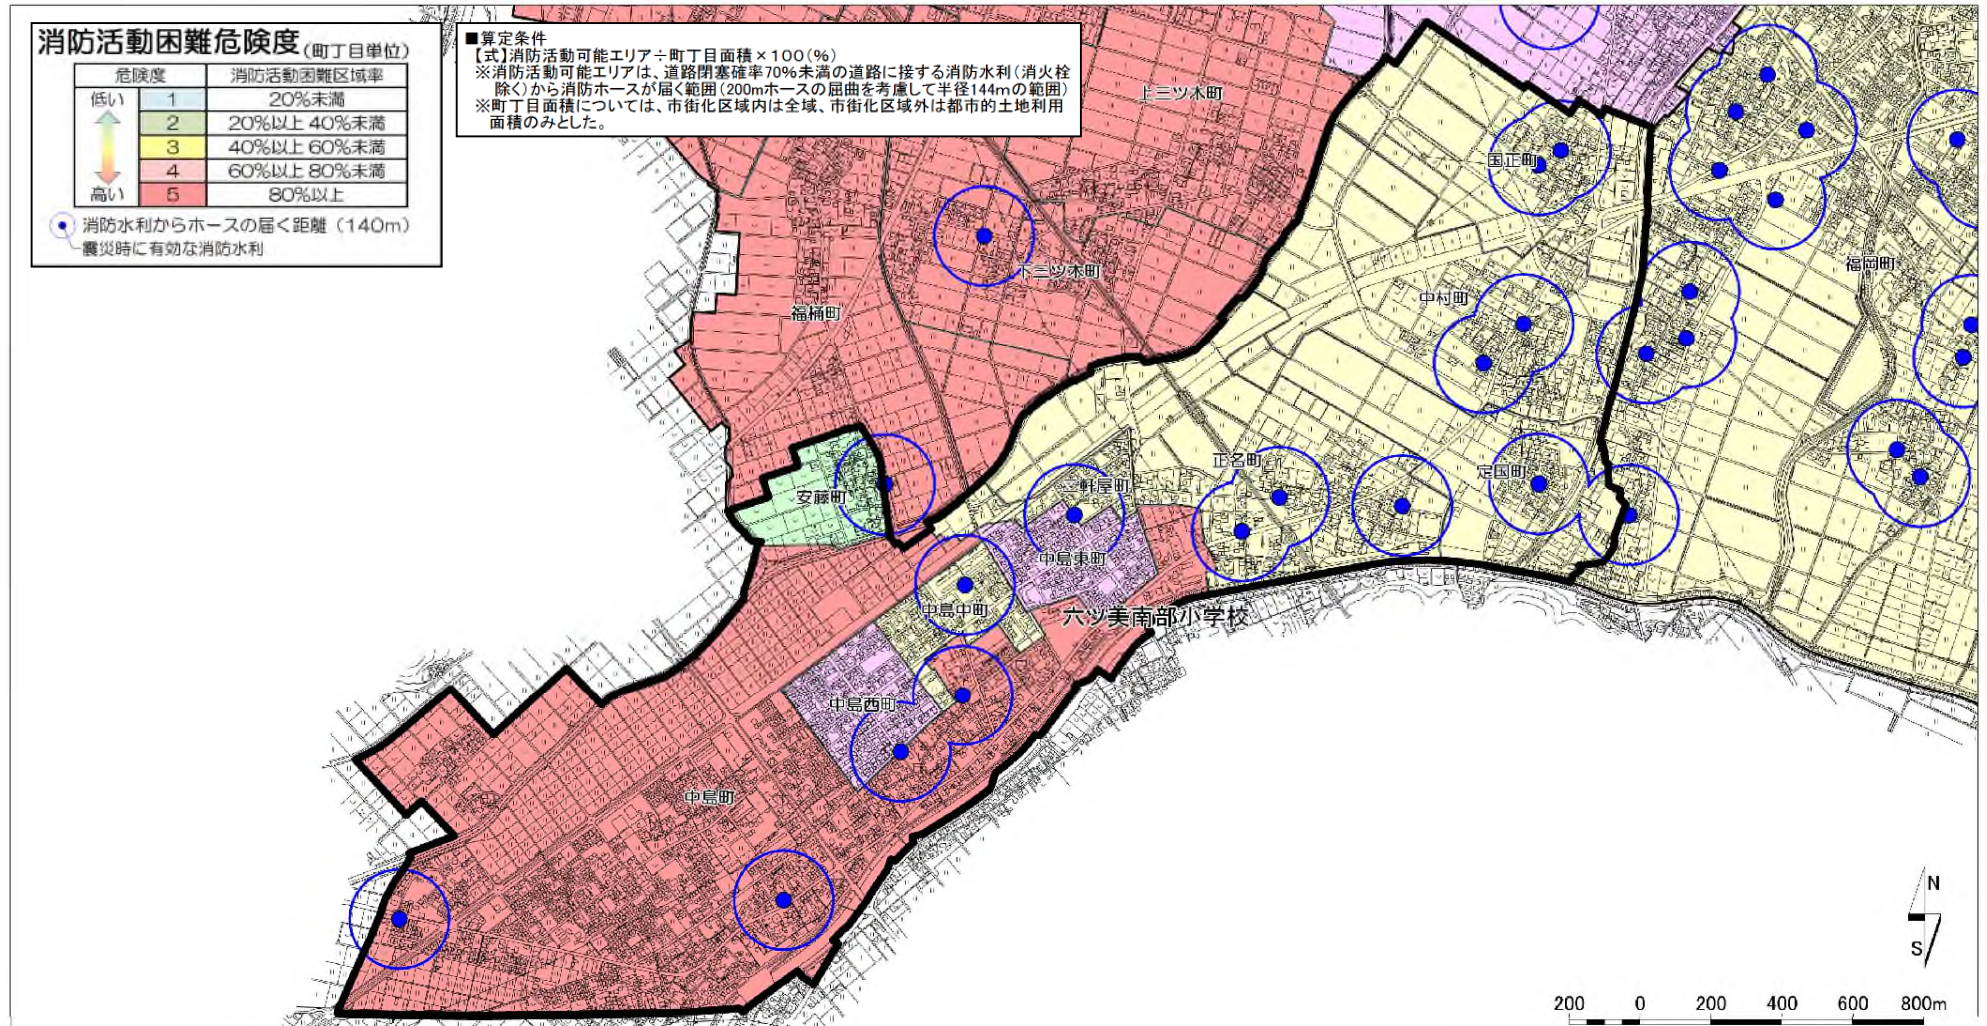 消防活動困難危険度(町丁目単位)
危険度 消防活動困難区域率
低い 1 20%未満
2 20%以上 40%未満
3 40%以上 60%未満
4 60%以上 80%未満
高い 5 80%以上
消防水利からホースの届く距離(140m)
震災時に有効な消防水利
■算定条件
【式】消防活動可能エリア÷町丁目面積×100(%)
※消防活動可能エリアは、道路閉塞確率70%未満の道路に接する消防水利(消火栓
除く)から消防ホースが届く範囲(200mホースの屈曲を考慮して半径144mの範囲)
※町丁目面積については、市街化区域内は全域、市街化区域外は都市的土地利用
面積のみとした。
上三ツ木町
国正町
下三ツ木町
福岡町
中村町
福桶町
正名町
定国町
三軒屋町
安藤町
中島東町
中島中町
六ツ美南部小学校
中島西町
中島町
N
S
200 0 200 400 600 800m